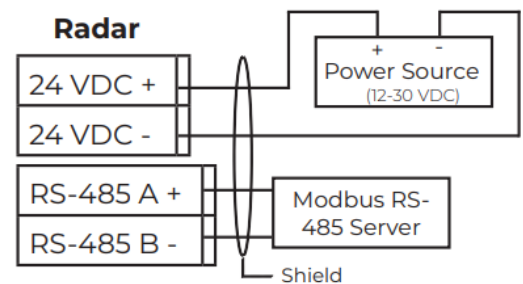 Radar
24 VDC +
24 VDC -
RS-485 A +
RS-485 B -
+ -
Power Source
(12-30 VDC)
Modbus RS-
485 Server
Shield